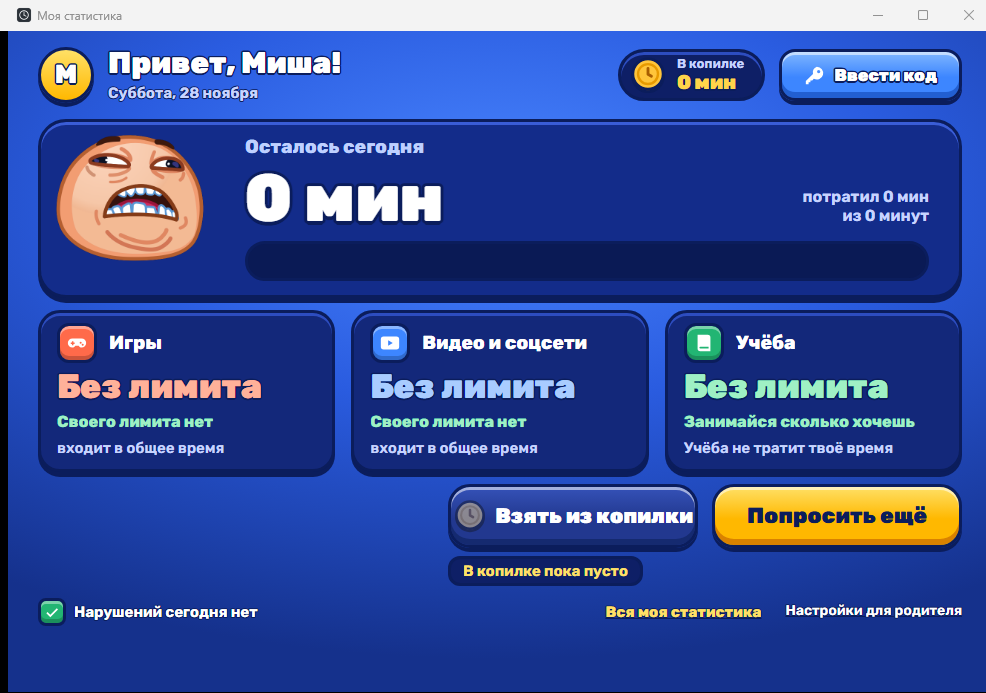 Моя статистика
М
Привет, Миша!
Суббота, 28 ноября
В копилке
0 мин
Ввести код
Осталось сегодня
0 мин
потратил 0 мин
из 0 минут
Игры
Без лимита
Своего лимита нет
входит в общее время
Видео и соцсети
Без лимита
Своего лимита нет
входит в общее время
Учёба
Без лимита
Занимайся сколько хочешь
Учёба не тратит твоё время
Взять из копилки
Попросить ещё
В копилке пока пусто
Нарушений сегодня нет
Вся моя статистика
Настройки для родителя